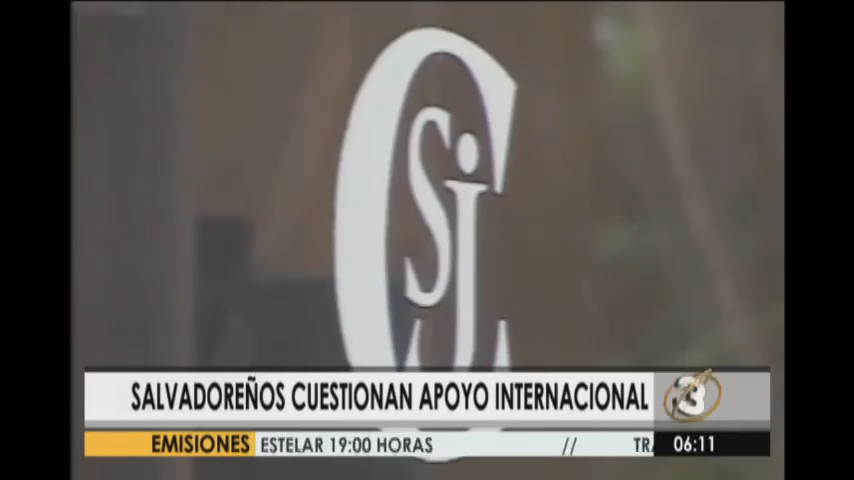 CSJ
SALVADOREÑOS CUESTIONAN APOYO INTERNACIONAL
3
EMISIONES ESTELAR 19:00 HORAS // 06:11